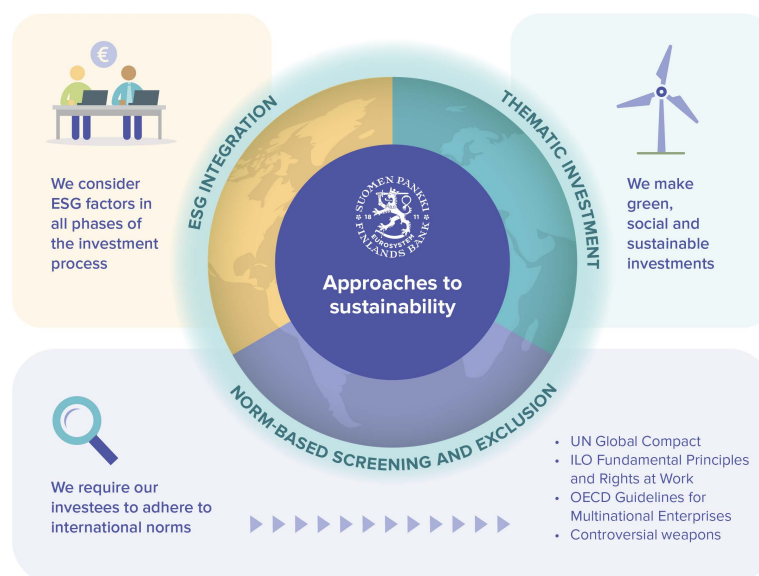 €
We consider
ESG factors in
all phases of
the investment
process
ESG INTEGRATION
THEMATIC INVESTMENT
We make
green,
social and
sustainable
investments
SUOMEN PANKKI
18 11
EUROSYSTEM
FINLANDS BANK
Approaches to
sustainability
NORM-BASED SCREENING AND EXCLUSION
We require our
investees to adhere to
international norms
• UN Global Compact
• ILO Fundamental Principles
and Rights at Work
• OECD Guidelines for
Multinational Enterprises
• Controversial weapons